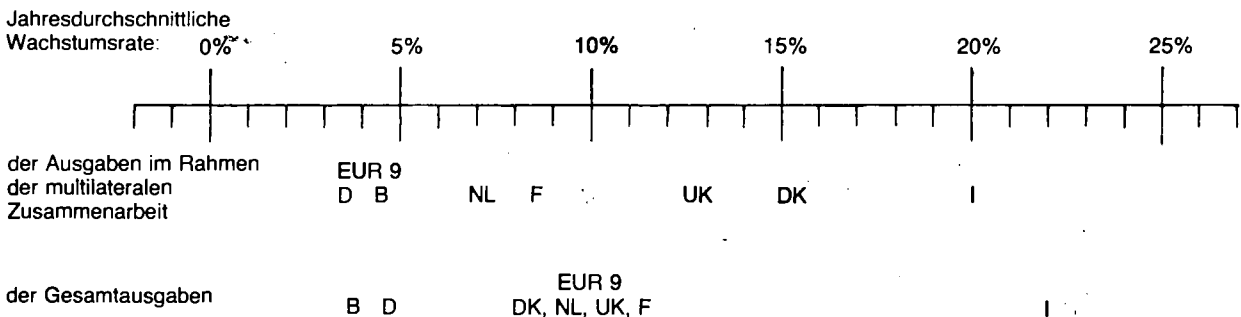 Jahresdurchschnittliche
Wachstumsrate: 0% 5% 10% 15% 20% 25%
der Ausgaben im Rahmen
der multilateralen
Zusammenarbeit
EUR 9
D B NL F UK DK I
der Gesamtausgaben
EUR 9
B D DK, NL, UK, F I